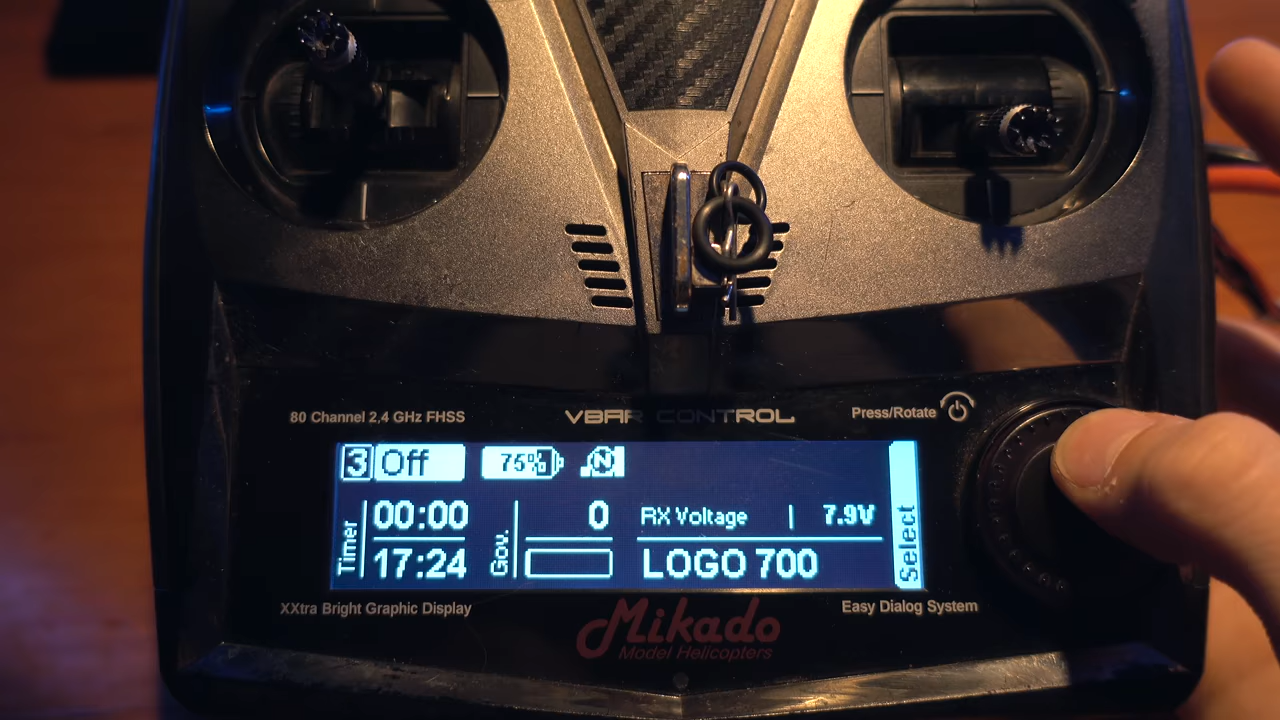 80 Channel 2,4 GHz FHSS
VBAR CONTROL
Press/Rotate
3 Off
75%
N
Timer
00:00
17:24
Gov.
0
RX Voltage | 7.9V
LOGO 700
Select
XXtra Bright Graphic Display
Easy Dialog System
Mikado
Model Helicopters